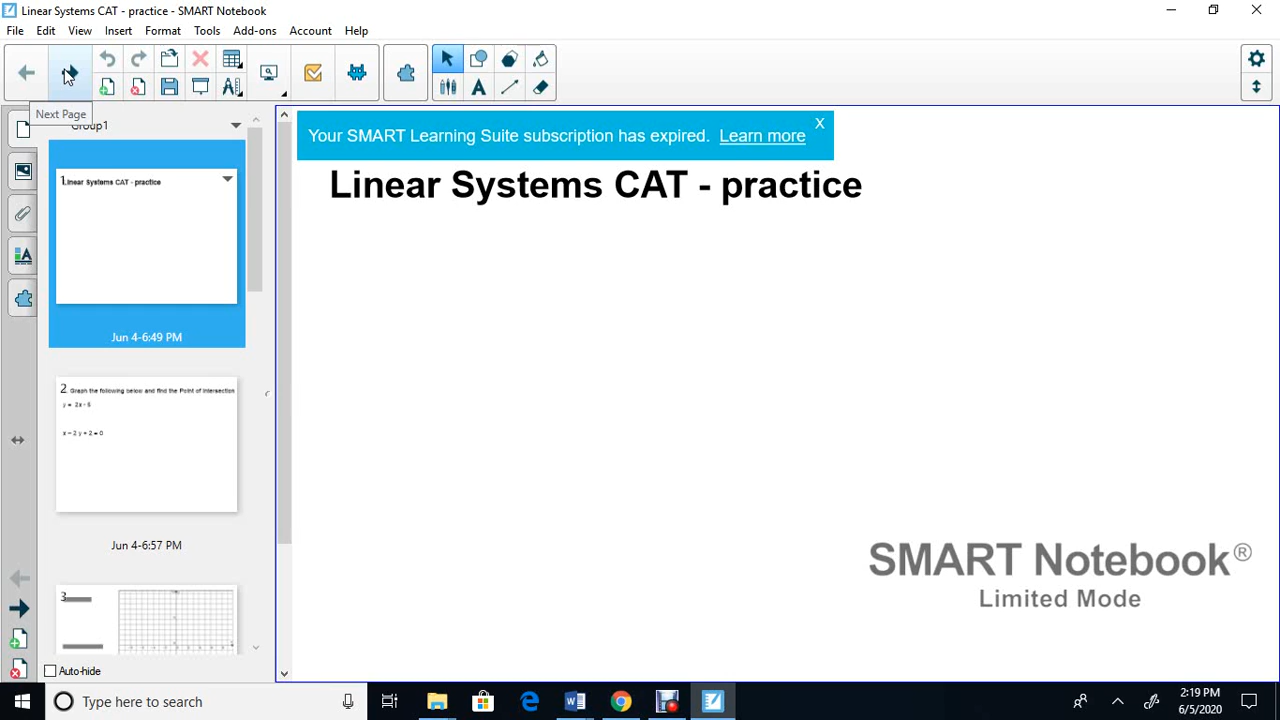 Linear Systems CAT - practice - SMART Notebook
File Edit View Insert Format Tools Add-ons Account Help
Next Page
Group1
Your SMART Learning Suite subscription has expired. Learn more X
Linear Systems CAT - practice
1 Linear Systems CAT - practice
Jun 4-6:49 PM
2 Graph the following below and find the Point of Intersection
Jun 4-6:57 PM
3
SMART Notebook®
Limited Mode
Auto-hide
Type here to search
2:19 PM
6/5/2020